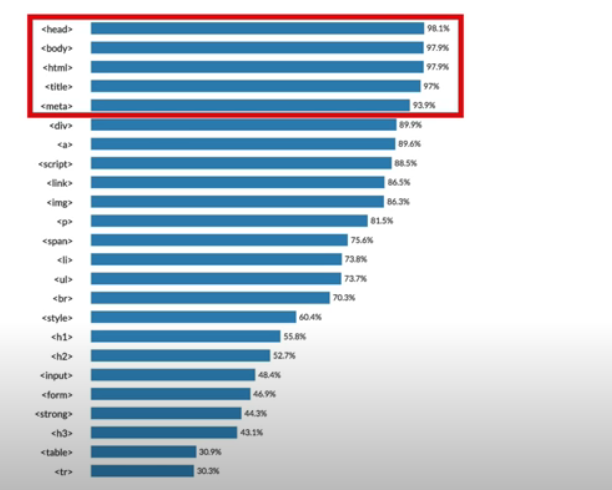 <head> 98.1%
<body> 97.9%
<html> 97.9%
<title> 97%
<meta> 93.9%
<div> 89.9%
<a> 89.6%
<script> 88.5%
<link> 86.5%
<img> 86.3%
<p> 81.5%
<span> 75.6%
<li> 73.8%
<ul> 73.7%
<br> 70.3%
<style> 60.4%
<h1> 55.8%
<h2> 52.7%
<input> 48.4%
<form> 46.9%
<strong> 44.3%
<h3> 43.1%
<table> 30.9%
<tr> 30.3%